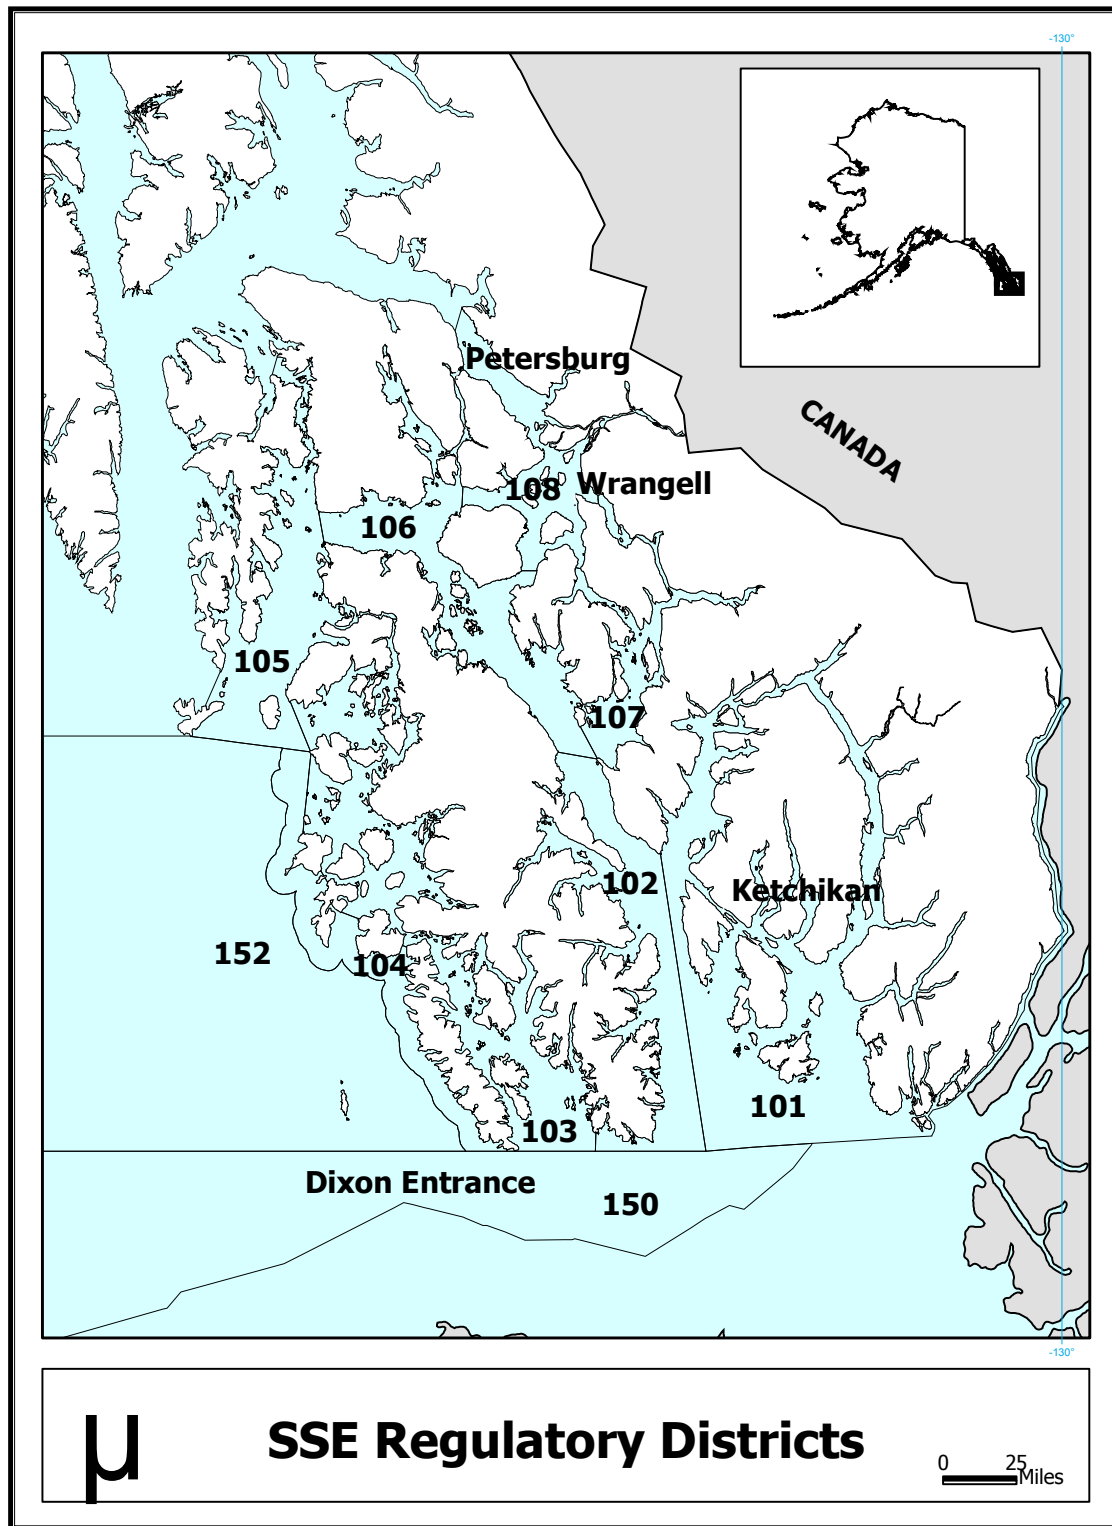 -130°
Petersburg
CANADA
108
Wrangell
106
105
107
102
Ketchikan
152
104
101
103
Dixon Entrance
150
-130°
µ
SSE Regulatory Districts
0 25
Miles